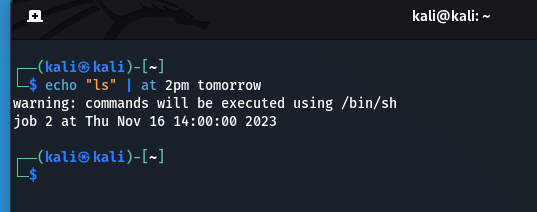 kali@kali: ~
┌──(kali㉿kali)-[~]
└─$ echo "ls" | at 2pm tomorrow
warning: commands will be executed using /bin/sh
job 2 at Thu Nov 16 14:00:00 2023
┌──(kali㉿kali)-[~]
└─$